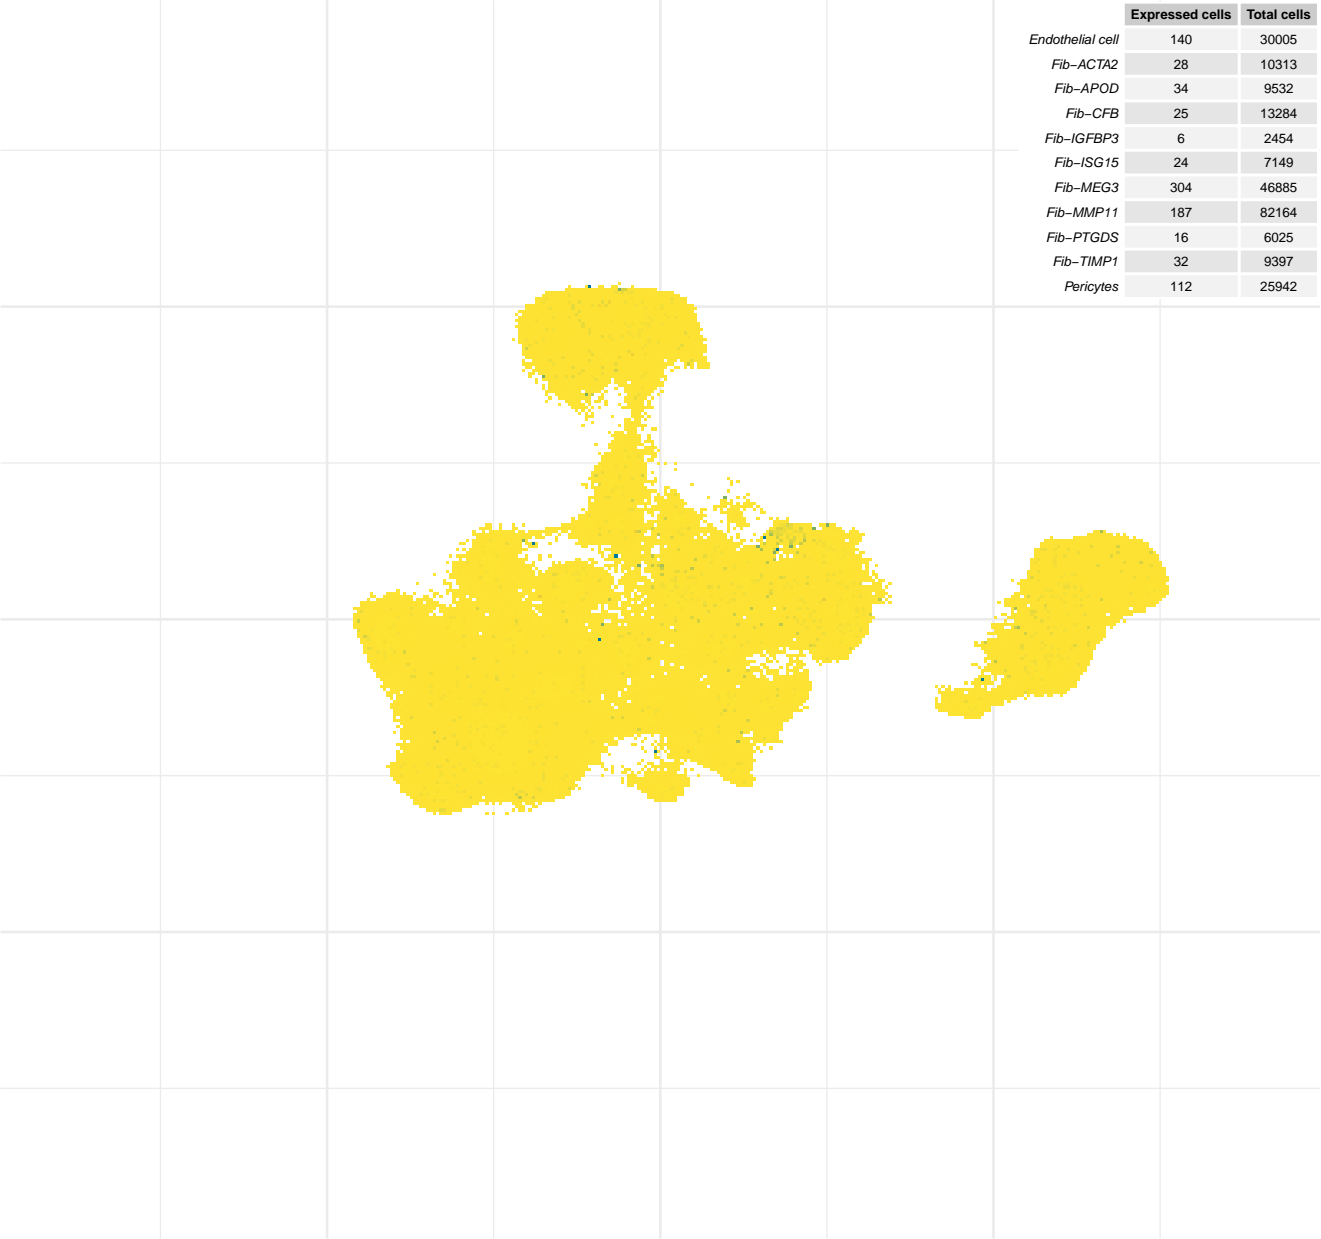 Expressed cells Total cells
Endothelial cell 140 30005
Fib−ACTA2 28 10313
Fib−APOD 34 9532
Fib−CFB 25 13284
Fib−IGFBP3 6 2454
Fib−ISG15 24 7149
Fib−MEG3 304 46885
Fib−MMP11 187 82164
Fib−PTGDS 16 6025
Fib−TIMP1 32 9397
Pericytes 112 25942